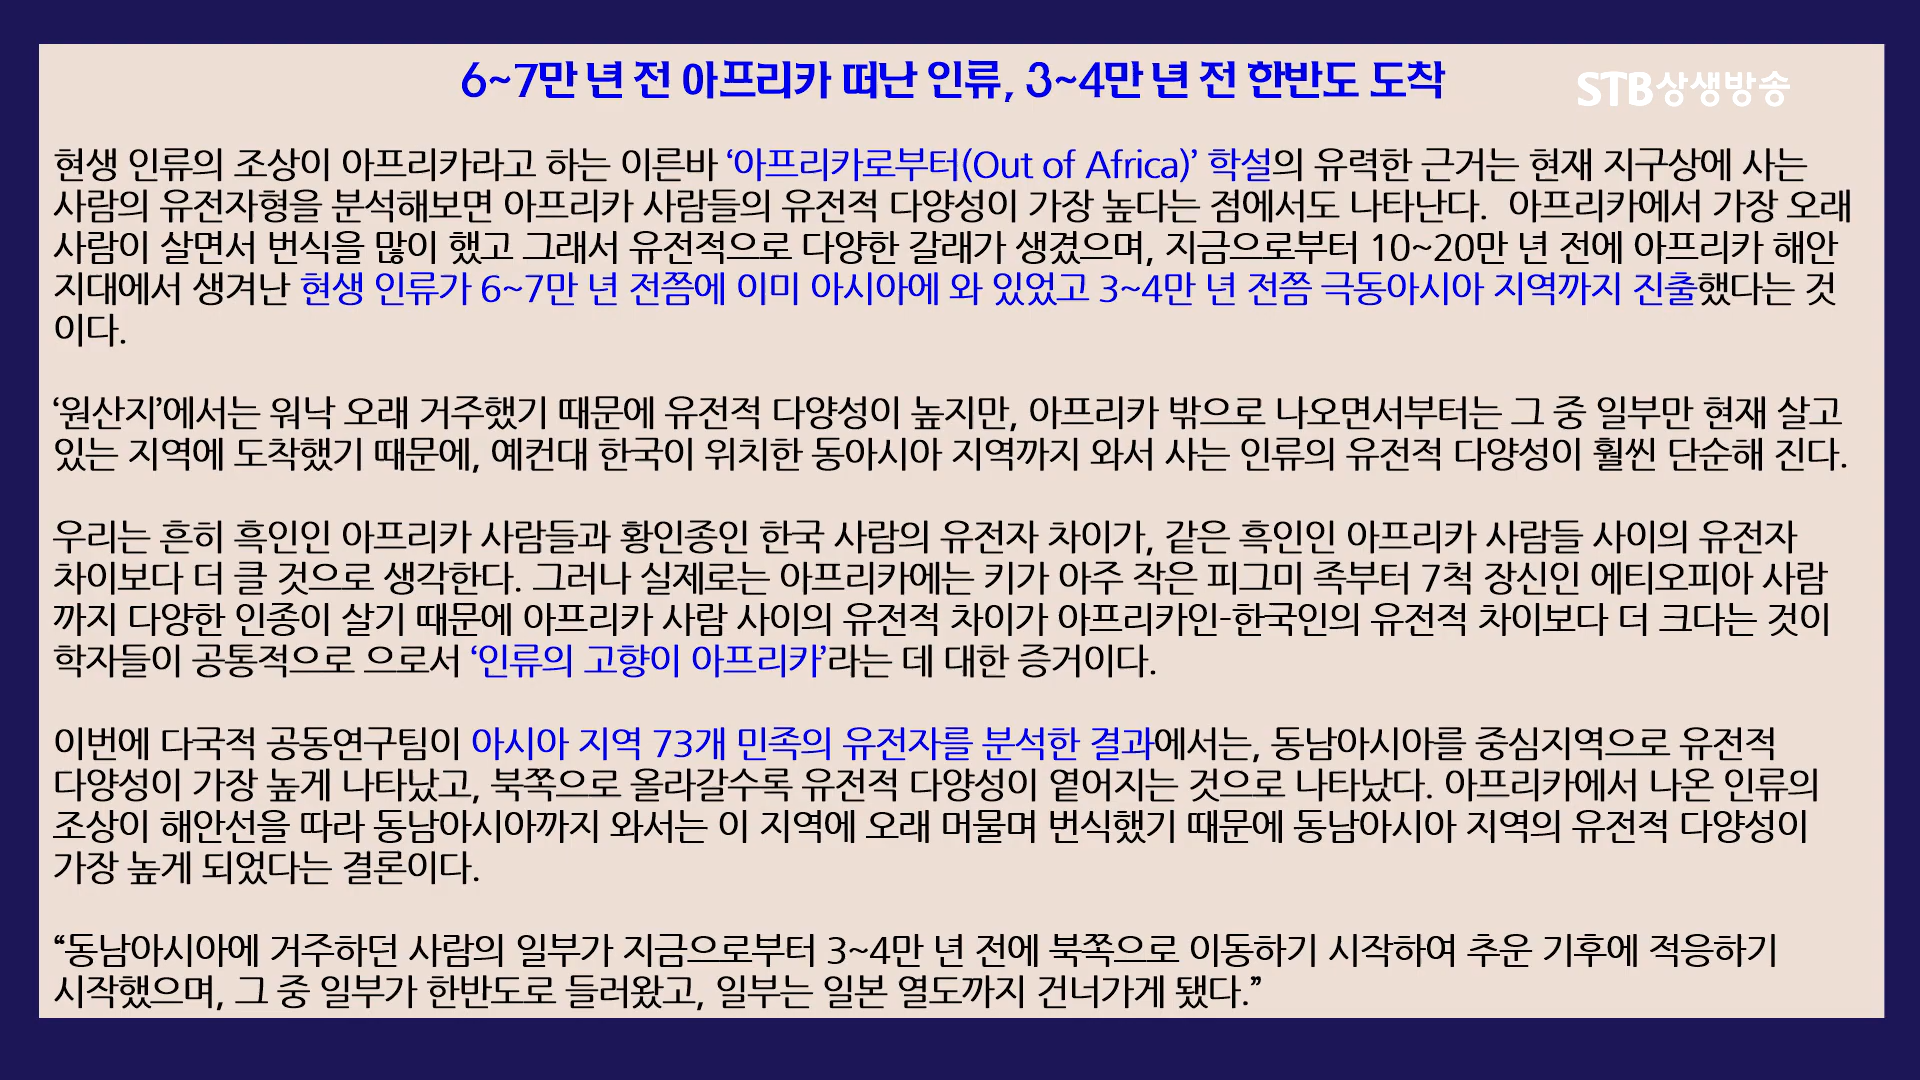 6~7만 년 전 아프리카 떠난 인류, 3~4만 년 전 한반도 도착
STB상생방송
현생 인류의 조상이 아프리카라고 하는 이른바 ‘아프리카로부터(Out of Africa)’ 학설의 유력한 근거는 현재 지구상에 사는
사람의 유전자형을 분석해보면 아프리카 사람들의 유전적 다양성이 가장 높다는 점에서도 나타난다. 아프리카에서 가장 오래
사람이 살면서 번식을 많이 했고 그래서 유전적으로 다양한 갈래가 생겼으며, 지금으로부터 10~20만 년 전에 아프리카 해안
지대에서 생겨난 현생 인류가 6~7만 년 전쯤에 이미 아시아에 와 있었고 3~4만 년 전쯤 극동아시아 지역까지 진출했다는 것
이다.
‘원산지’에서는 워낙 오래 거주했기 때문에 유전적 다양성이 높지만, 아프리카 밖으로 나오면서부터는 그 중 일부만 현재 살고
있는 지역에 도착했기 때문에, 예컨대 한국이 위치한 동아시아 지역까지 와서 사는 인류의 유전적 다양성이 훨씬 단순해 진다.
우리는 흔히 흑인인 아프리카 사람들과 황인종인 한국 사람의 유전자 차이가, 같은 흑인인 아프리카 사람들 사이의 유전자
차이보다 더 클 것으로 생각한다. 그러나 실제로는 아프리카에는 키가 아주 작은 피그미 족부터 7척 장신인 에티오피아 사람
까지 다양한 인종이 살기 때문에 아프리카 사람 사이의 유전적 차이가 아프리카인-한국인의 유전적 차이보다 더 크다는 것이
학자들이 공통적으로 으로서 ‘인류의 고향이 아프리카’라는 데 대한 증거이다.
이번에 다국적 공동연구팀이 아시아 지역 73개 민족의 유전자를 분석한 결과에서는, 동남아시아를 중심지역으로 유전적
다양성이 가장 높게 나타났고, 북쪽으로 올라갈수록 유전적 다양성이 옅어지는 것으로 나타났다. 아프리카에서 나온 인류의
조상이 해안선을 따라 동남아시아까지 와서는 이 지역에 오래 머물며 번식했기 때문에 동남아시아 지역의 유전적 다양성이
가장 높게 되었다는 결론이다.
“동남아시아에 거주하던 사람의 일부가 지금으로부터 3~4만 년 전에 북쪽으로 이동하기 시작하여 추운 기후에 적응하기
시작했으며, 그 중 일부가 한반도로 들러왔고, 일부는 일본 열도까지 건너가게 됐다.”